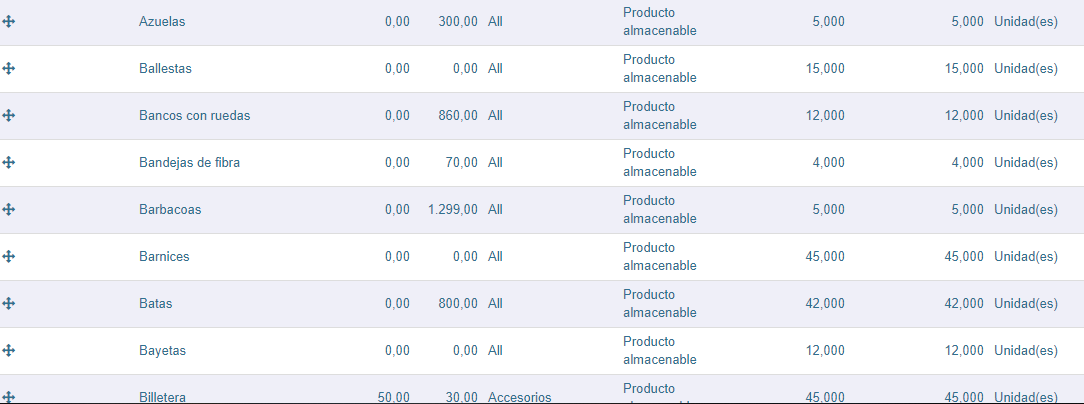 Azuelas 0,00 300,00 All Producto almacenable 5,000 5,000 Unidad(es)
Ballestas 0,00 0,00 All Producto almacenable 15,000 15,000 Unidad(es)
Bancos con ruedas 0,00 860,00 All Producto almacenable 12,000 12,000 Unidad(es)
Bandejas de fibra 0,00 70,00 All Producto almacenable 4,000 4,000 Unidad(es)
Barbacoas 0,00 1.299,00 All Producto almacenable 5,000 5,000 Unidad(es)
Barnices 0,00 0,00 All Producto almacenable 45,000 45,000 Unidad(es)
Batas 0,00 800,00 All Producto almacenable 42,000 42,000 Unidad(es)
Bayetas 0,00 0,00 All Producto almacenable 12,000 12,000 Unidad(es)
Billetera 50,00 30,00 Accesorios Producto 45,000 45,000 Unidad(es)